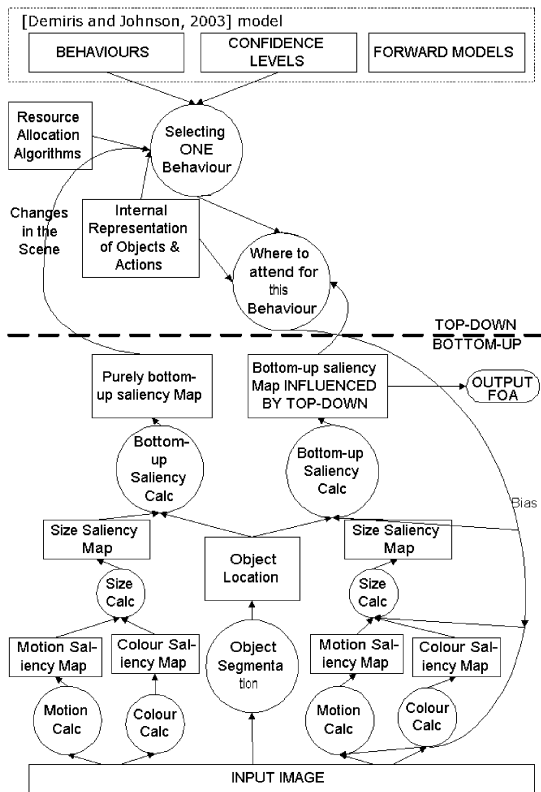 [Demiris and Johnson, 2003] model
BEHAVIOURS
CONFIDENCE
LEVELS
FORWARD MODELS
Resource
Allocation
Algorithms
Selecting
ONE
Behaviour
Changes
in the
Scene
Internal
Representation
of Objects &
Actions
Where to
attend for
this
Behaviour
TOP-DOWN
BOTTOM-UP
Purely bottom-
up saliency Map
Bottom-up saliency
Map INFLUENCED
BY TOP-DOWN
OUTPUT
FOA
Bottom-
up
Saliency
Calc
Bottom-up
Saliency
Calc
Bias
Size Saliency
Map
Object
Location
Size Saliency
Map
Size
Calc
Size
Calc
Motion Sal-
iency Map
Colour Sal-
iency Map
Object
Segmenta
tion
Motion Sal-
iency Map
Colour Sal-
iency Map
Motion
Calc
Colour
Calc
Motion
Calc
Colour
Calc
INPUT IMAGE